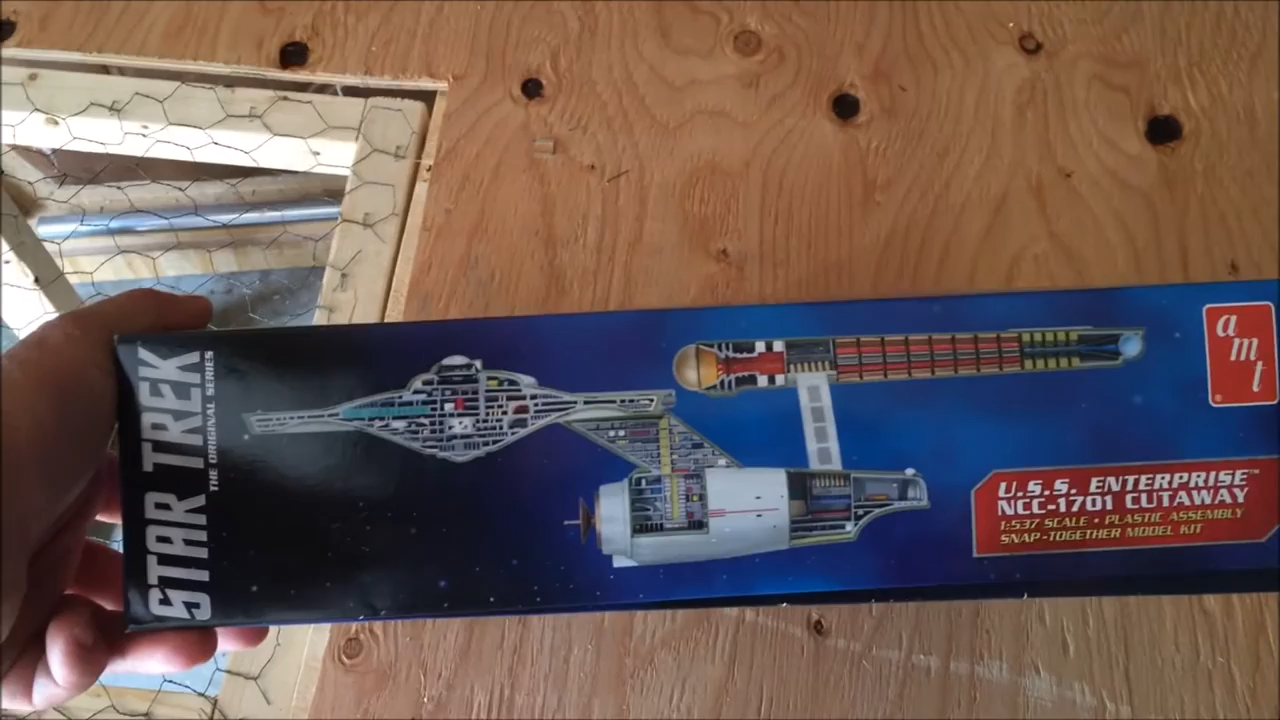 STAR TREK
THE ORIGINAL SERIES
amt
®
U.S.S. ENTERPRISE™
NCC-1701 CUTAWAY
1:537 SCALE • PLASTIC ASSEMBLY
SNAP-TOGETHER MODEL KIT